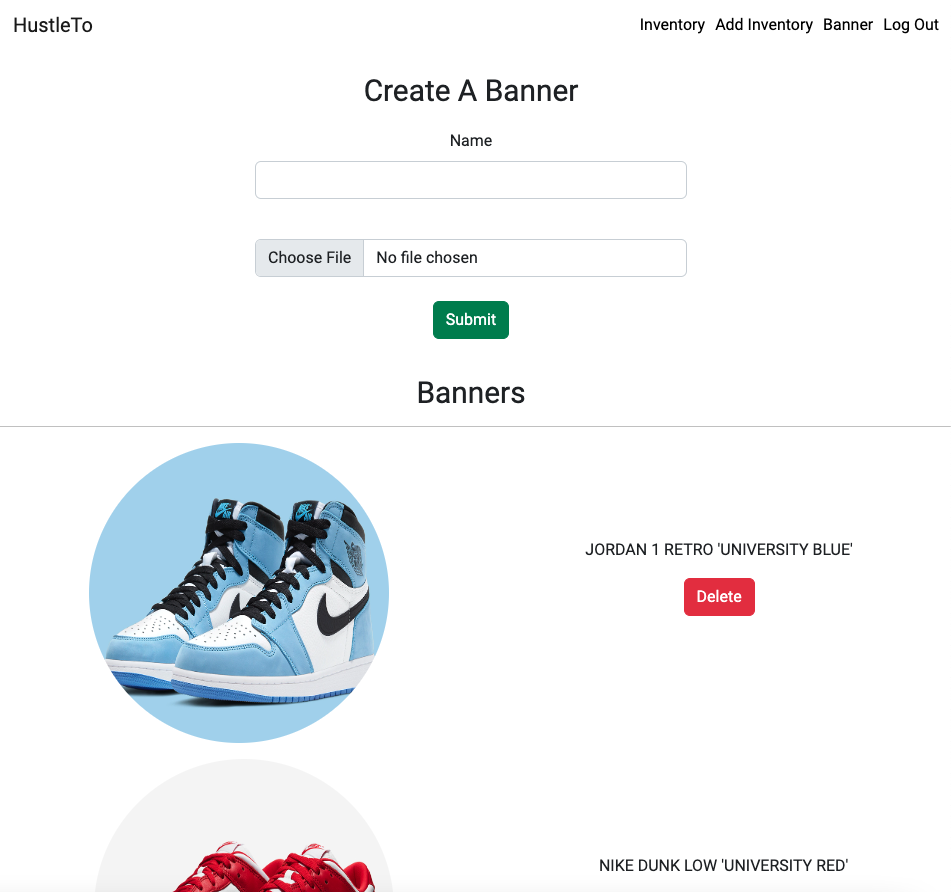 HustleTo
Inventory Add Inventory Banner Log Out
Create A Banner
Name
Choose File No file chosen
Submit
Banners
JORDAN 1 RETRO 'UNIVERSITY BLUE'
Delete
NIKE DUNK LOW 'UNIVERSITY RED'